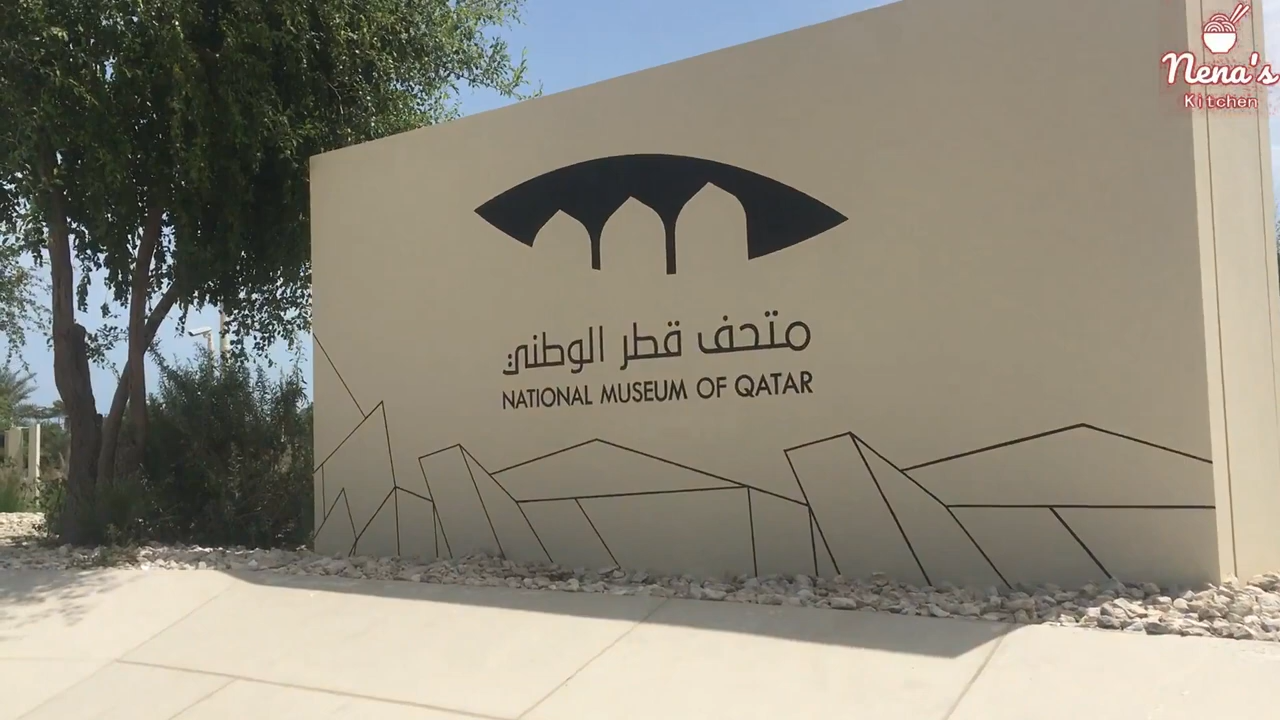 Nena's
Kitchen
متحف قطر الوطني
NATIONAL MUSEUM OF QATAR